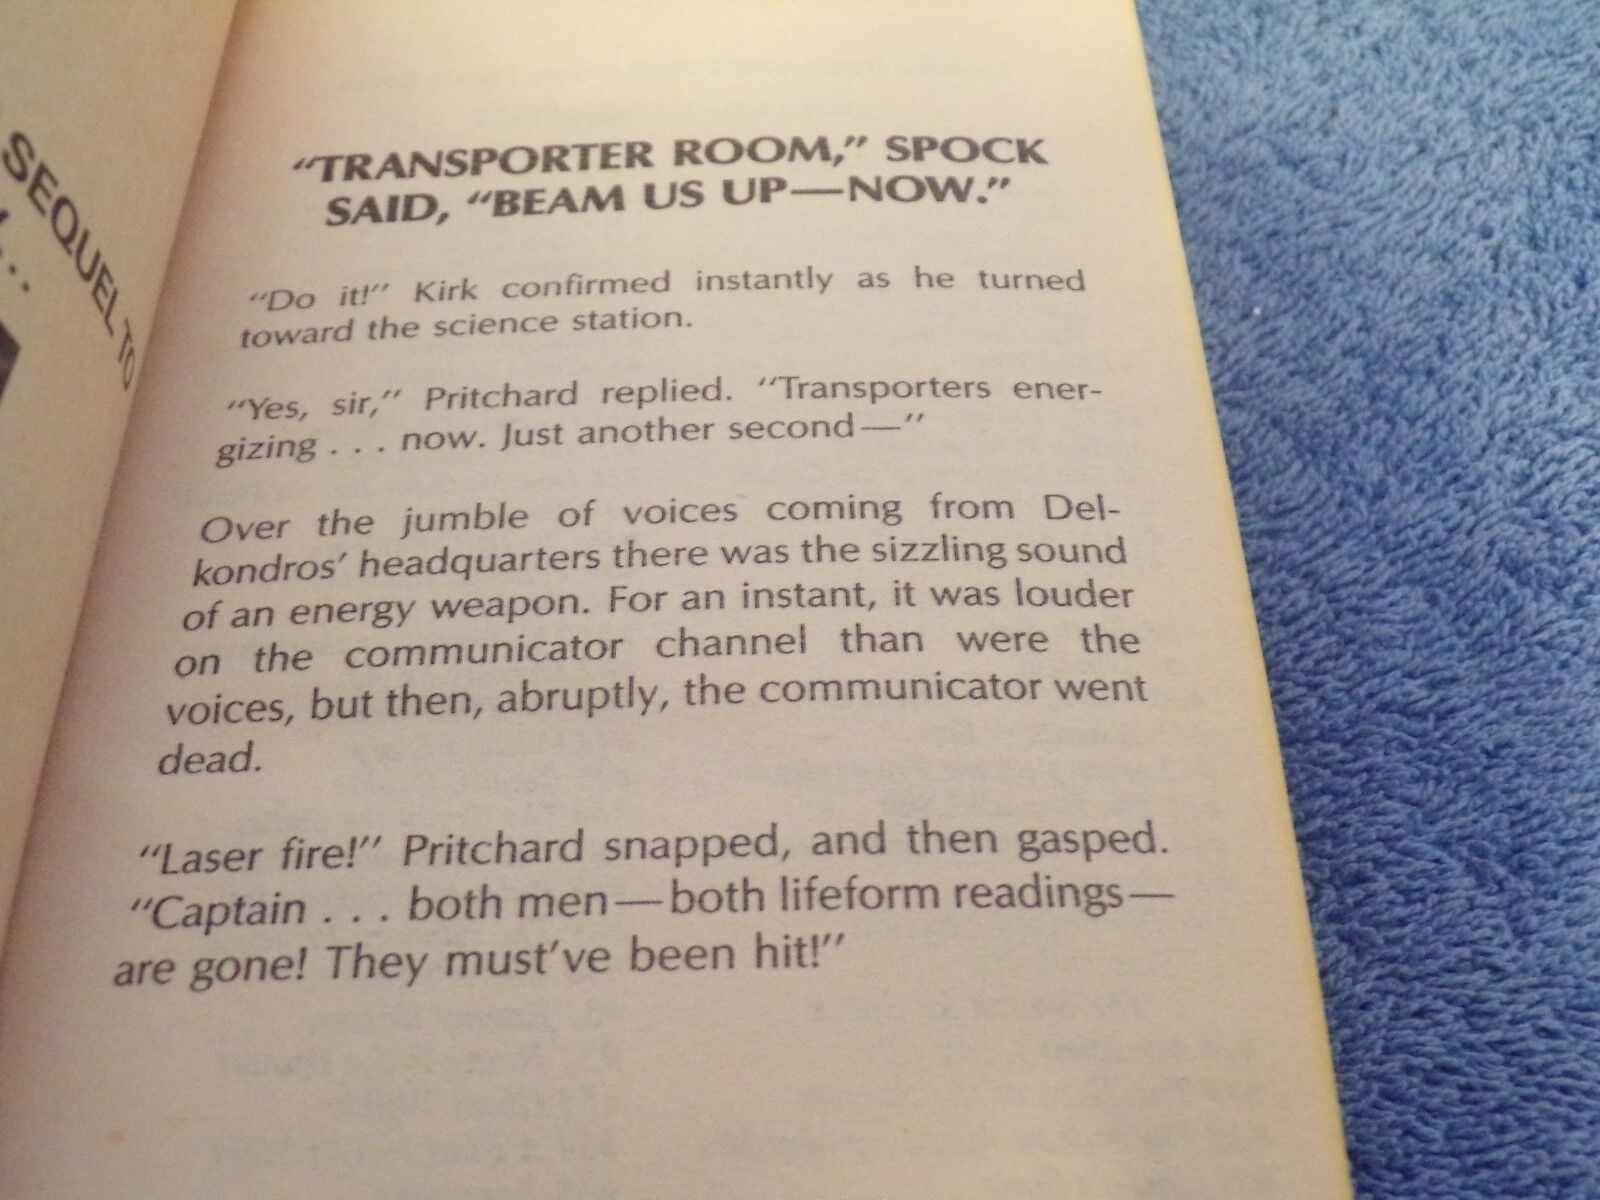 SEQUEL TO
"TRANSPORTER ROOM," SPOCK
SAID, "BEAM US UP—NOW."
"Do it!" Kirk confirmed instantly as he turned
toward the science station.
"Yes, sir," Pritchard replied. "Transporters ener-
gizing . . . now. Just another second—"
Over the jumble of voices coming from Del-
kondros' headquarters there was the sizzling sound
of an energy weapon. For an instant, it was louder
on the communicator channel than were the
voices, but then, abruptly, the communicator went
dead.
"Laser fire!" Pritchard snapped, and then gasped.
"Captain . . . both men—both lifeform readings—
are gone! They must've been hit!"